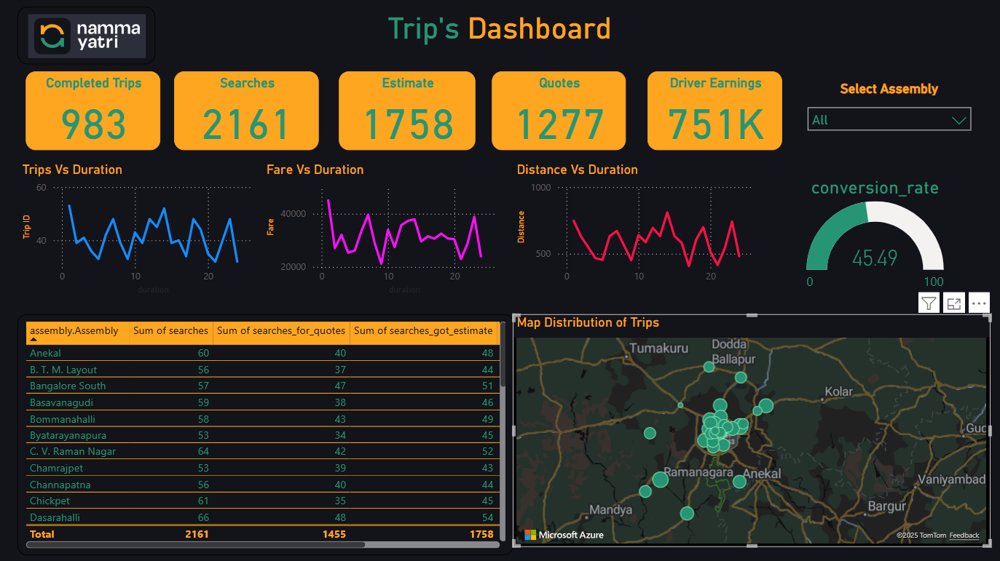 namma
yatri
Trip's Dashboard
Completed Trips
983
Searches
2161
Estimate
1758
Quotes
1277
Driver Earnings
751K
Select Assembly
All
Trips Vs Duration
Trip ID
60
40
0 10 20
duration
Fare Vs Duration
Fare
40000
20000
0 10 20
duration
Distance Vs Duration
Distance
1000
500
0 10 20
conversion_rate
45.49
0 100
assembly.Assembly Sum of searches Sum of searches_for_quotes Sum of searches_got_estimate
Anekal 60 40 48
B. T. M. Layout 56 37 44
Bangalore South 57 47 51
Basavanagudi 59 38 46
Bommanahalli 58 43 49
Byatarayanapura 53 34 45
C. V. Raman Nagar 64 42 52
Chamrajpet 53 39 43
Channapatna 56 40 44
Chickpet 61 35 45
Dasarahalli 66 48 54
Total 2161 1455 1758
Map Distribution of Trips
Tumakuru
Dodda
Ballapur
Kolar
Gud
Ramanagara
Anekal
Vaniyambad
Mandya
Bargur
Microsoft Azure
©2025 TomTom Feedback